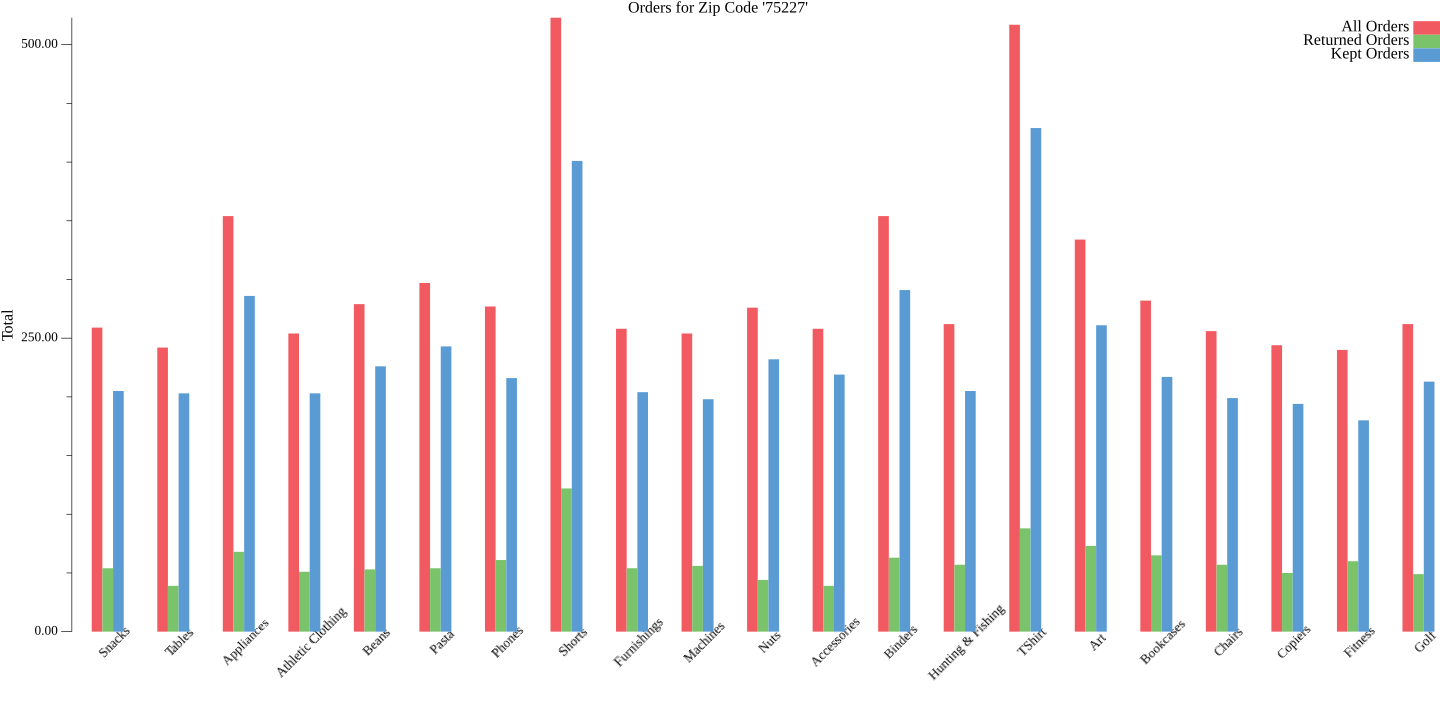 Orders for Zip Code '75227'
All Orders
Returned Orders
Kept Orders
500.00
250.00
0.00
Total
Snacks
Tables
Appliances
Athletic Clothing
Beans
Pasta
Phones
Shorts
Furnishings
Machines
Nuts
Accessories
Binders
Hunting & Fishing
TShirt
Art
Bookcases
Chairs
Copiers
Fitness
Golf